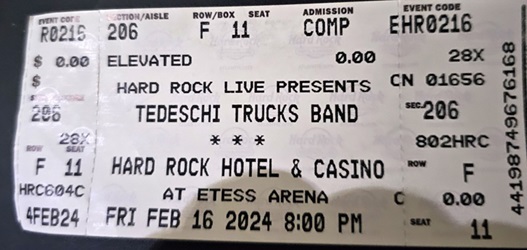 EVENT CODE SECTION/AISLE ROW/BOX SEAT ADMISSION EVENT CODE
R0216 206 F 11 COMP EHR0216
$ 0.00 ELEVATED 0.00 28X
$ HARD ROCK LIVE PRESENTS CN 01656
206 TEDESCHI TRUCKS BAND SEC. 206
28X * * * 802HRC
ROW SEAT
F 11 HARD ROCK HOTEL & CASINO ROW F
HRC604C AT ETESS ARENA C 0.00
4FEB24 FRI FEB 16 2024 8:00 PM SEAT 11
44198749676168